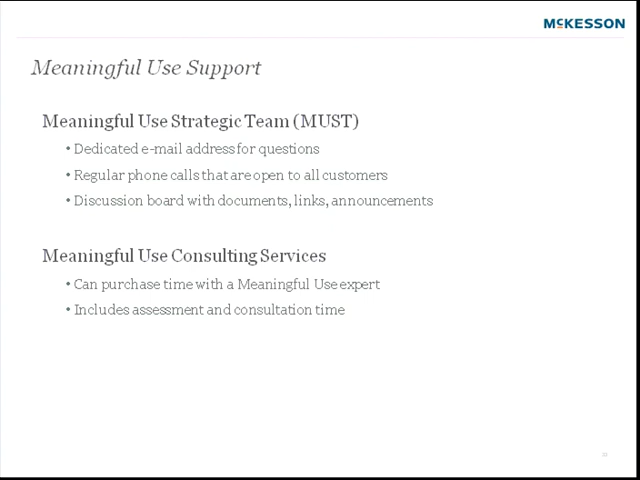 MCKESSON
Meaningful Use Support
Meaningful Use Strategic Team (MUST)
• Dedicated e-mail address for questions
• Regular phone calls that are open to all customers
• Discussion board with documents, links, announcements
Meaningful Use Consulting Services
• Can purchase time with a Meaningful Use expert
• Includes assessment and consultation time